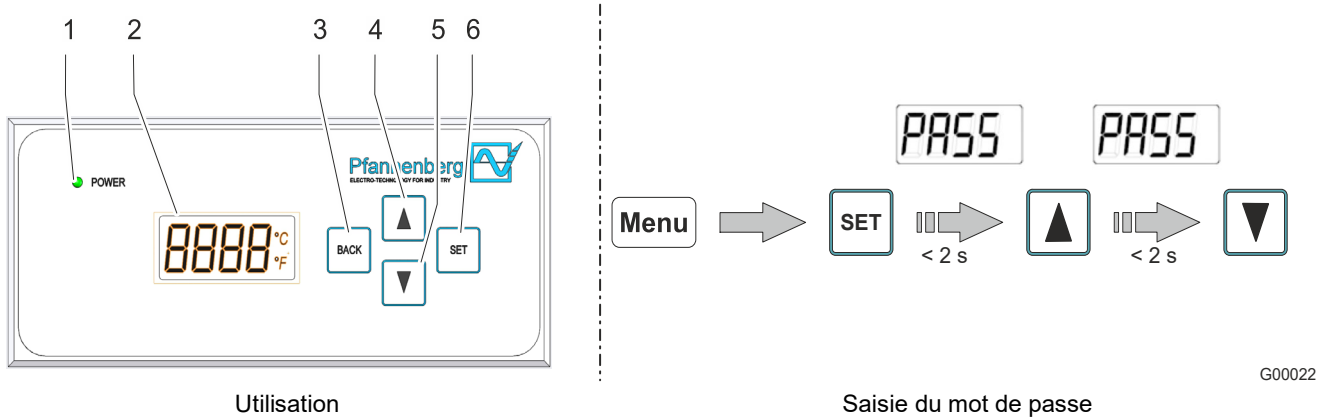 1 2 3 4 5 6
POWER
Pfannenberg
ELECTRO-TECHNOLOGY FOR INDUSTRY
8888 °C
°F
BACK
SET
Utilisation
PASS PASS
Menu
SET
< 2 s < 2 s
G00022
Saisie du mot de passe